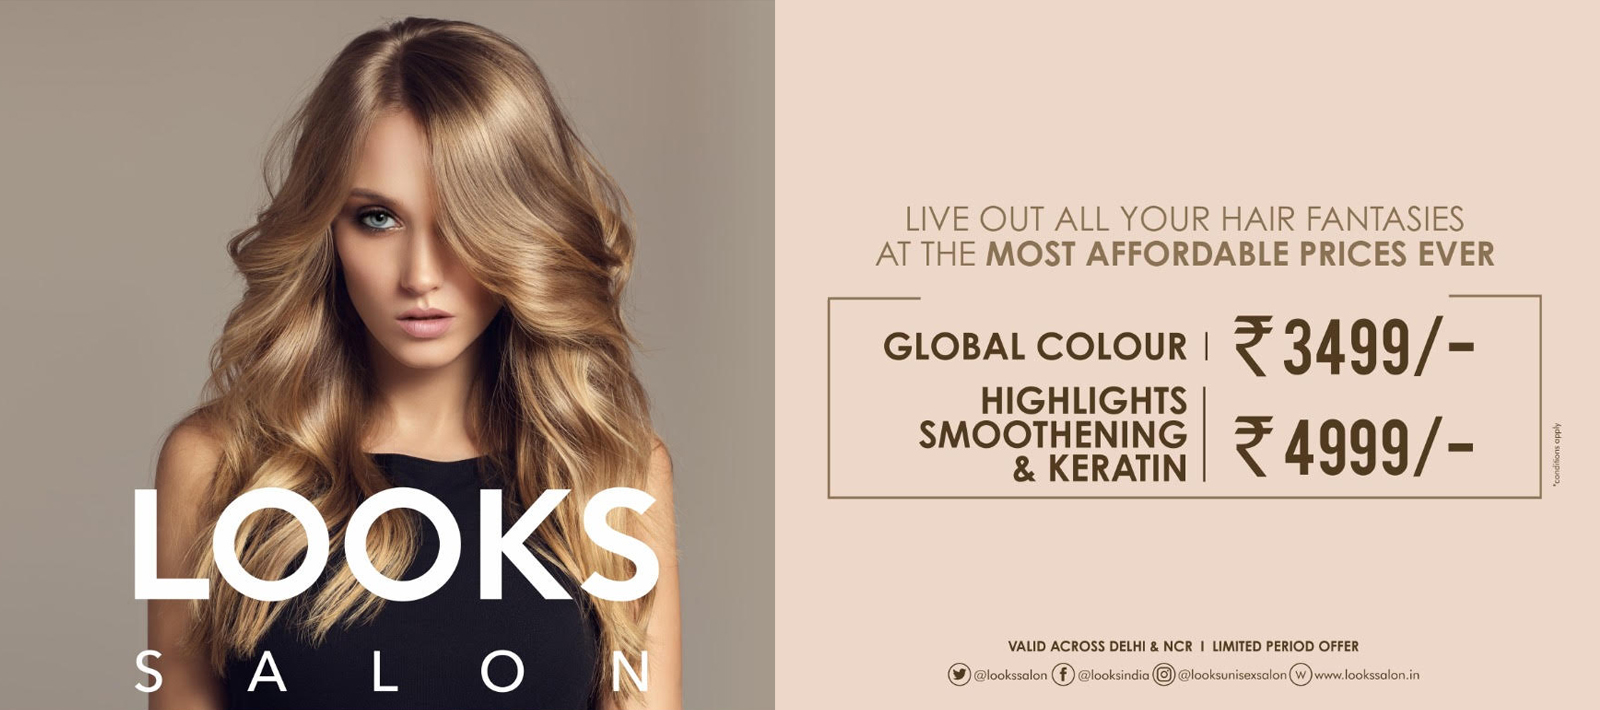 LOOKS
SALON
LIVE OUT ALL YOUR HAIR FANTASIES
AT THE MOST AFFORDABLE PRICES EVER
GLOBAL COLOUR | ₹3499/-
HIGHLIGHTS
SMOOTHENING
& KERATIN
₹4999/-
*conditions apply
VALID ACROSS DELHI & NCR | LIMITED PERIOD OFFER
@lookssalon @looksindia @looksunisexsalon W www.lookssalon.in